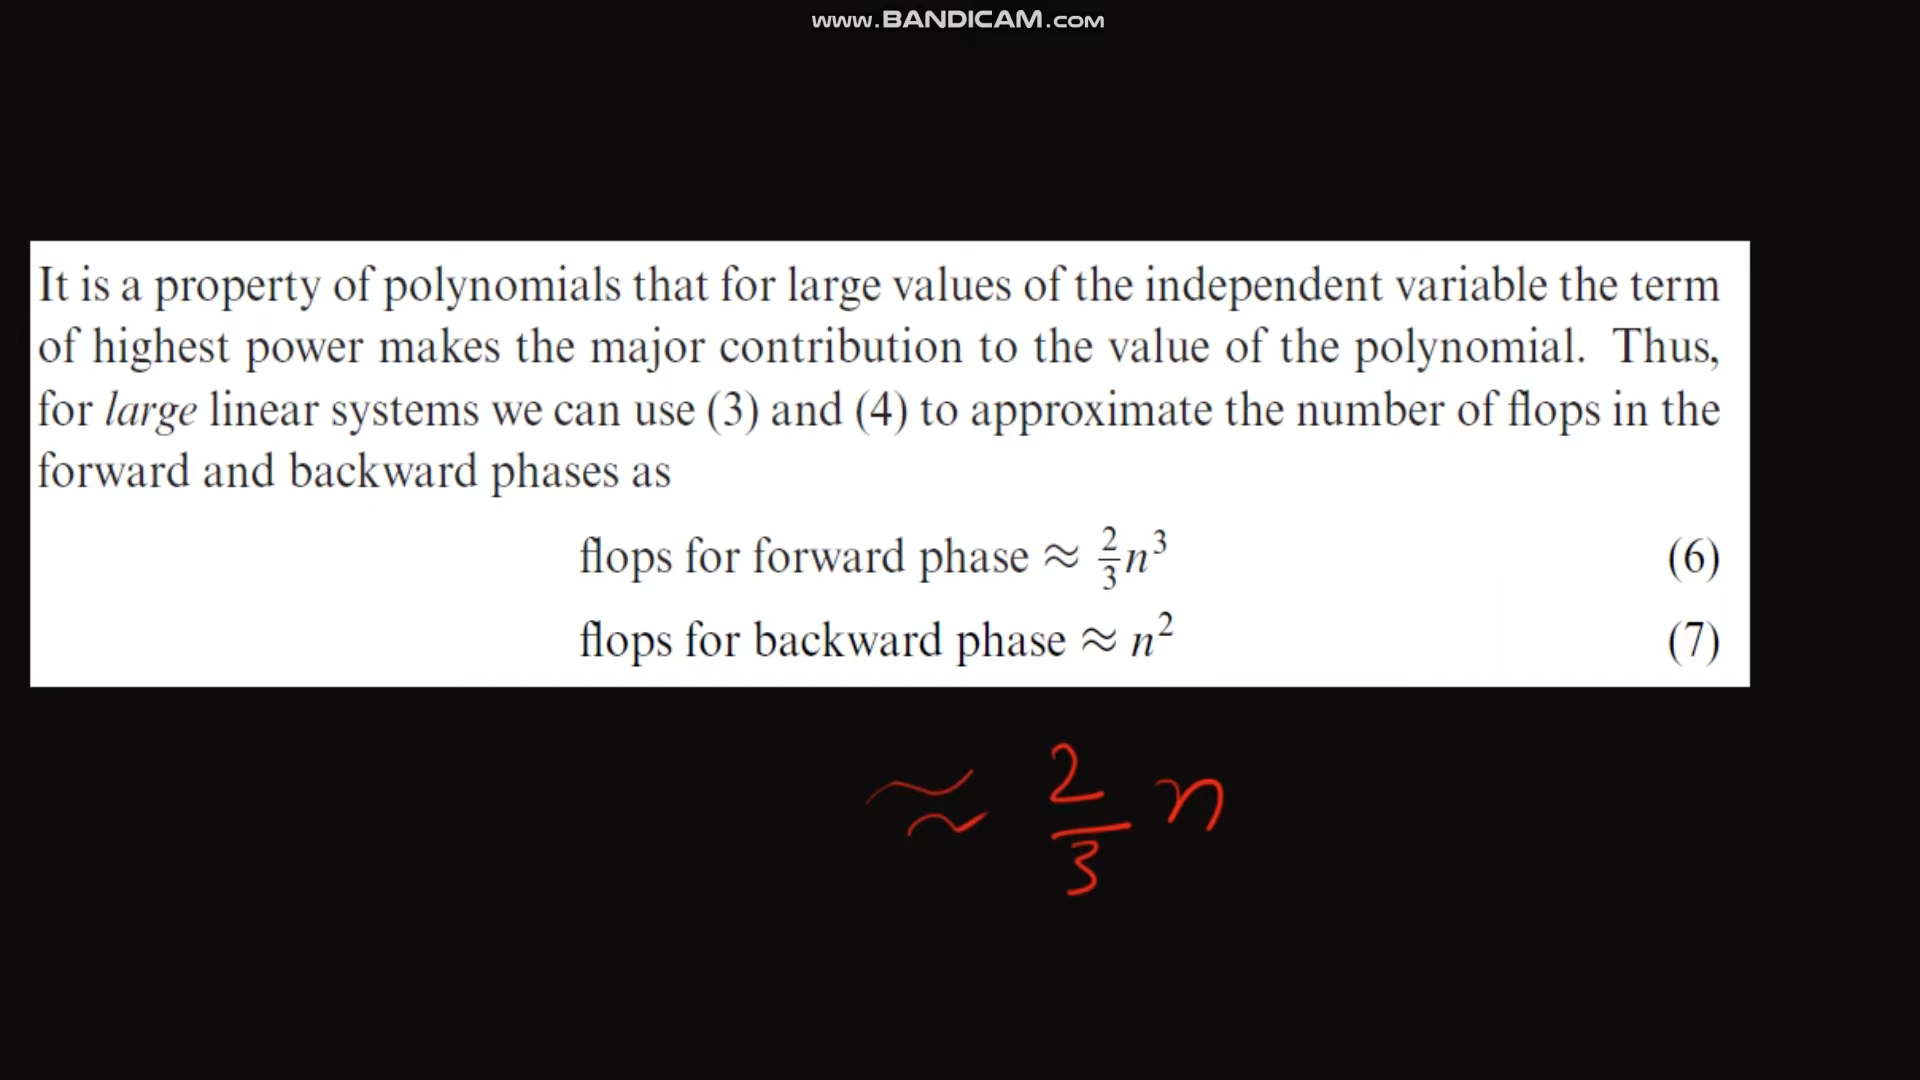 www.BANDICAM.com
It is a property of polynomials that for large values of the independent variable the term
of highest power makes the major contribution to the value of the polynomial. Thus,
for large linear systems we can use (3) and (4) to approximate the number of flops in the
forward and backward phases as
flops for forward phase ≈ 2/3 n³ (6)
flops for backward phase ≈ n² (7)
≈ 2/3 n